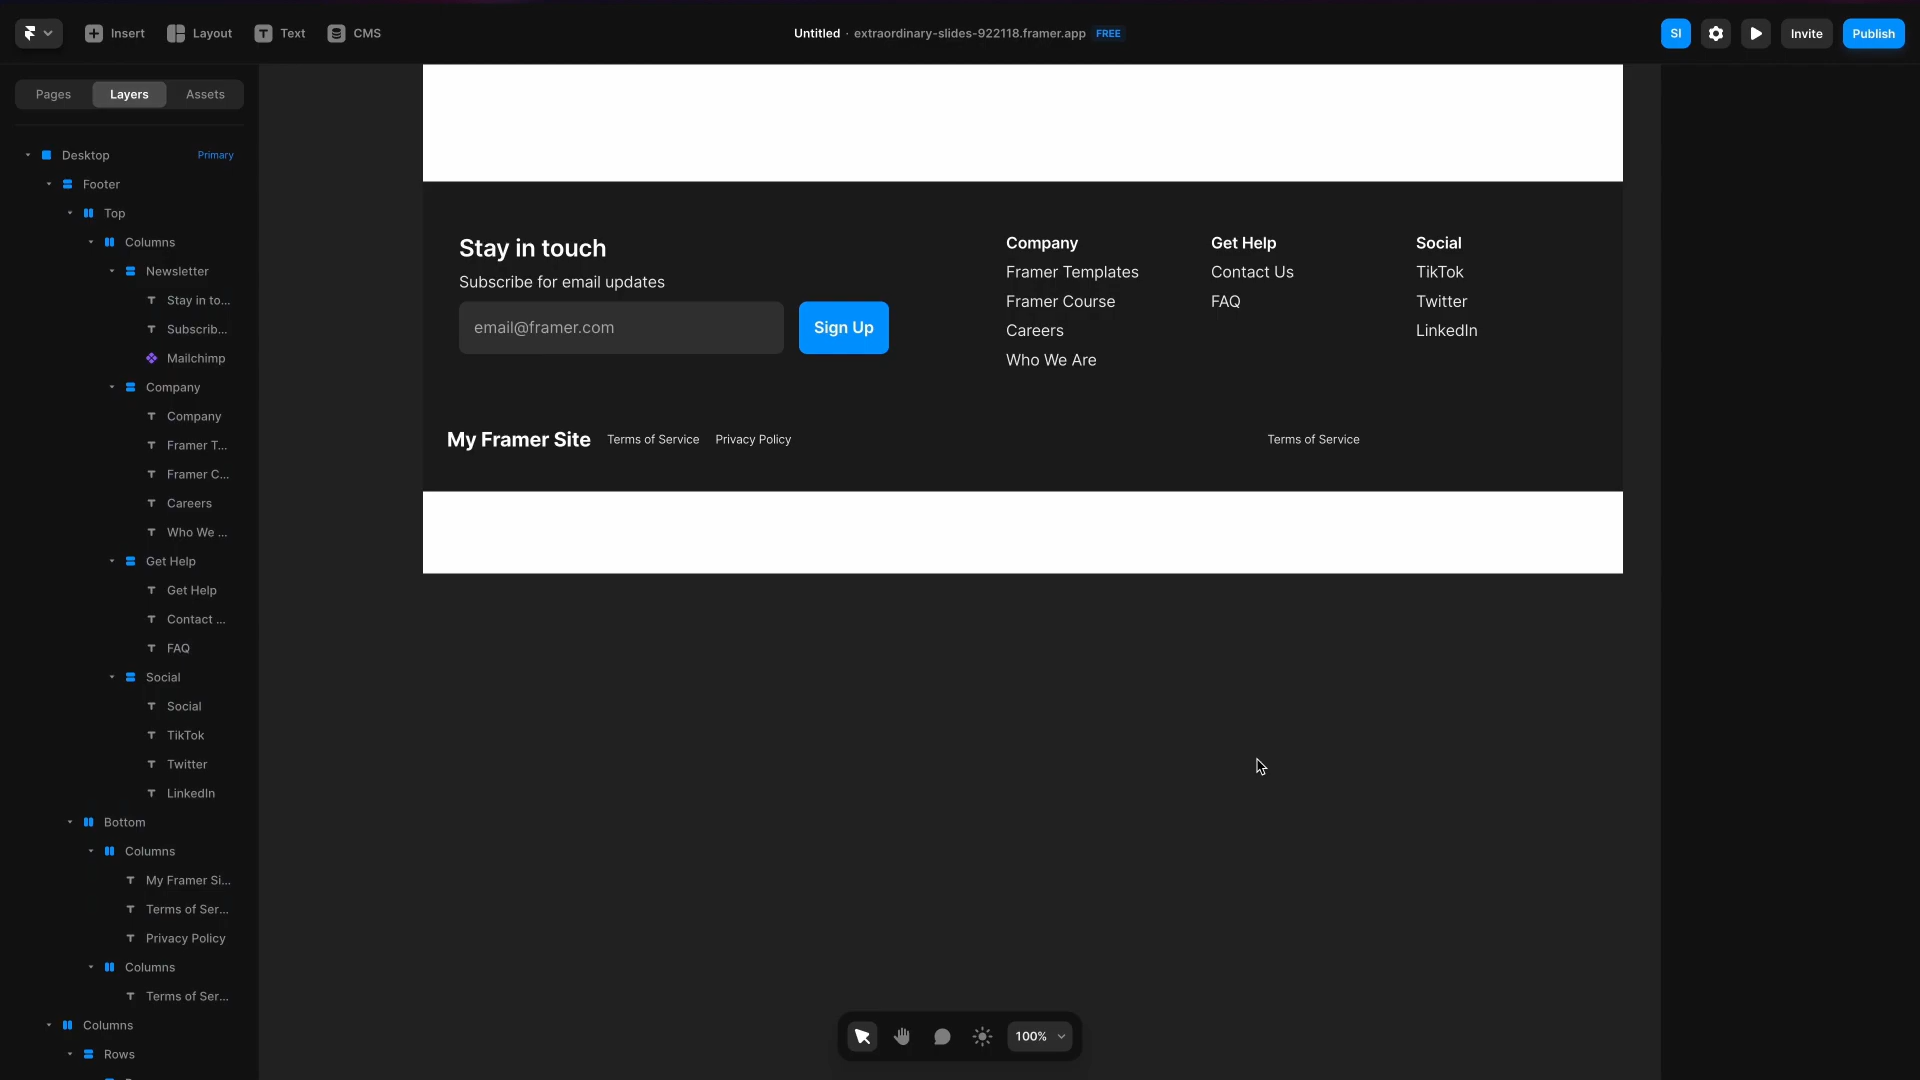 Insert
Layout
Text
CMS
Untitled · extraordinary-slides-922118.framer.app FREE
SI
Invite
Publish
Pages
Layers
Assets
Desktop
Primary
Footer
Top
Columns
Newsletter
Stay in to...
Subscrib...
Mailchimp
Company
Company
Framer T...
Framer C...
Careers
Who We ...
Get Help
Get Help
Contact ...
FAQ
Social
Social
TikTok
Twitter
LinkedIn
Bottom
Columns
My Framer Si...
Terms of Ser...
Privacy Policy
Columns
Terms of Ser...
Columns
Rows
Stay in touch
Subscribe for email updates
email@framer.com
Sign Up
Company
Framer Templates
Framer Course
Careers
Who We Are
Get Help
Contact Us
FAQ
Social
TikTok
Twitter
LinkedIn
My Framer Site
Terms of Service
Privacy Policy
Terms of Service
100%